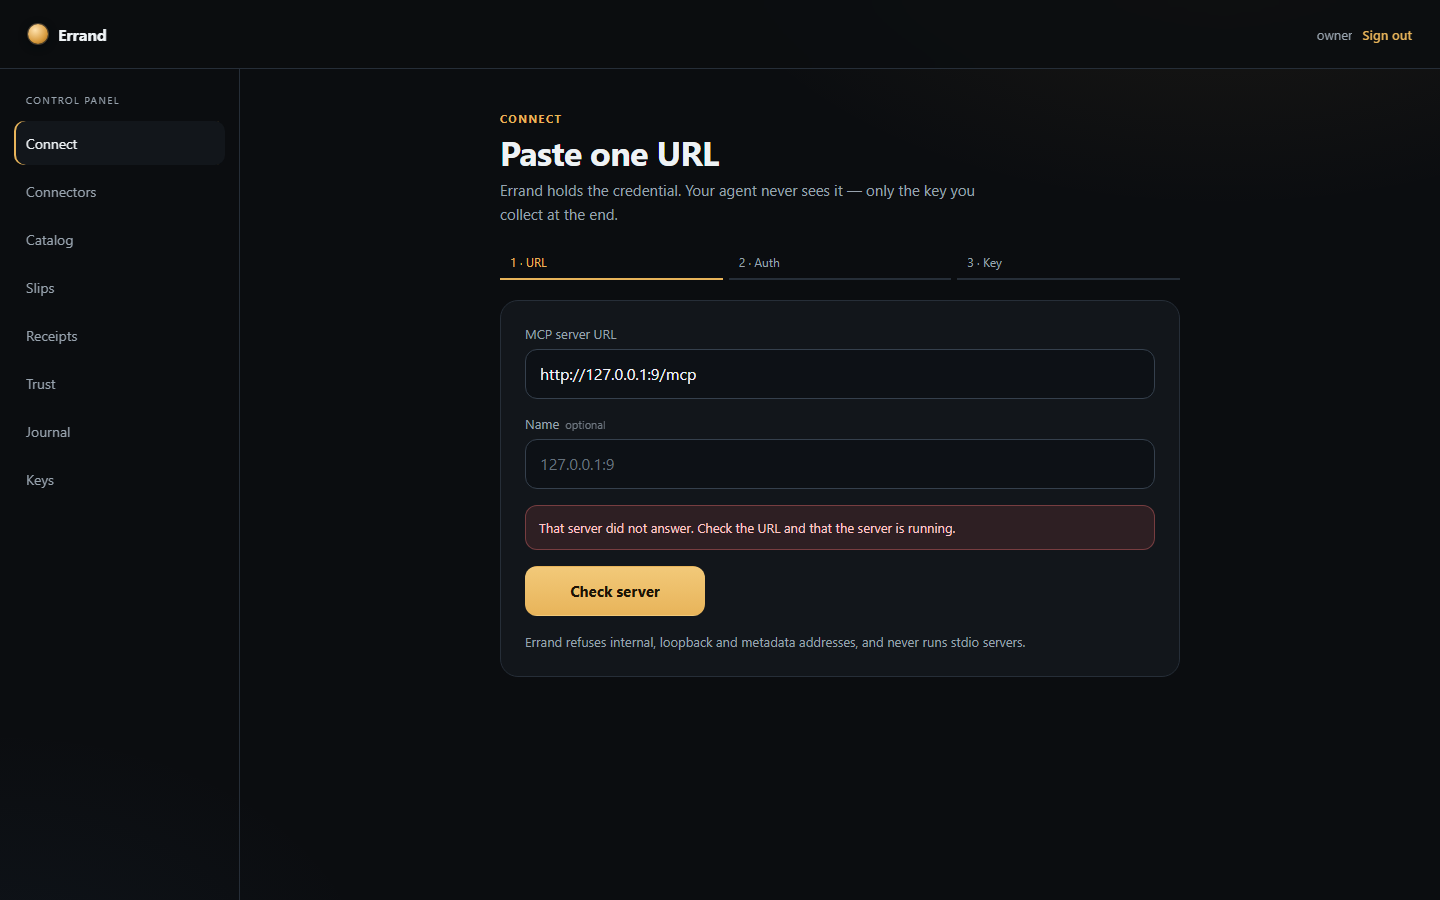 Errand
owner Sign out
CONTROL PANEL
Connect
Connectors
Catalog
Slips
Receipts
Trust
Journal
Keys
CONNECT
Paste one URL
Errand holds the credential. Your agent never sees it — only the key you
collect at the end.
1 · URL
2 · Auth
3 · Key
MCP server URL
http://127.0.0.1:9/mcp
Name optional
127.0.0.1:9
That server did not answer. Check the URL and that the server is running.
Check server
Errand refuses internal, loopback and metadata addresses, and never runs stdio servers.